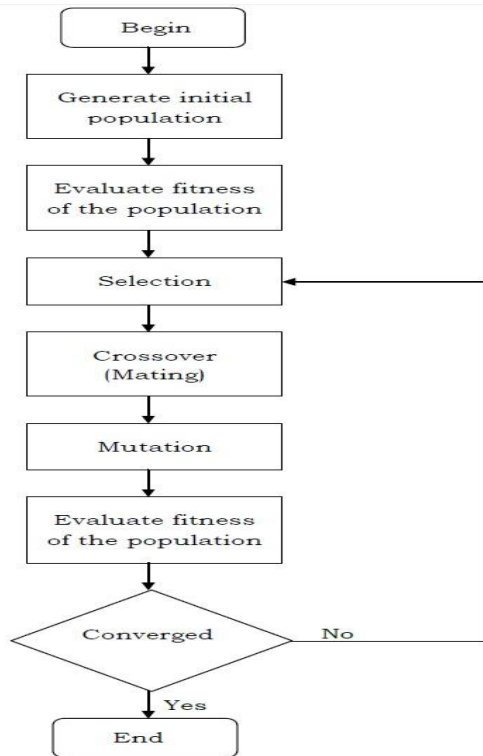 Begin
Generate initial
population
Evaluate fitness
of the population
Selection
Crossover
(Mating)
Mutation
Evaluate fitness
of the population
Converged
No
Yes
End